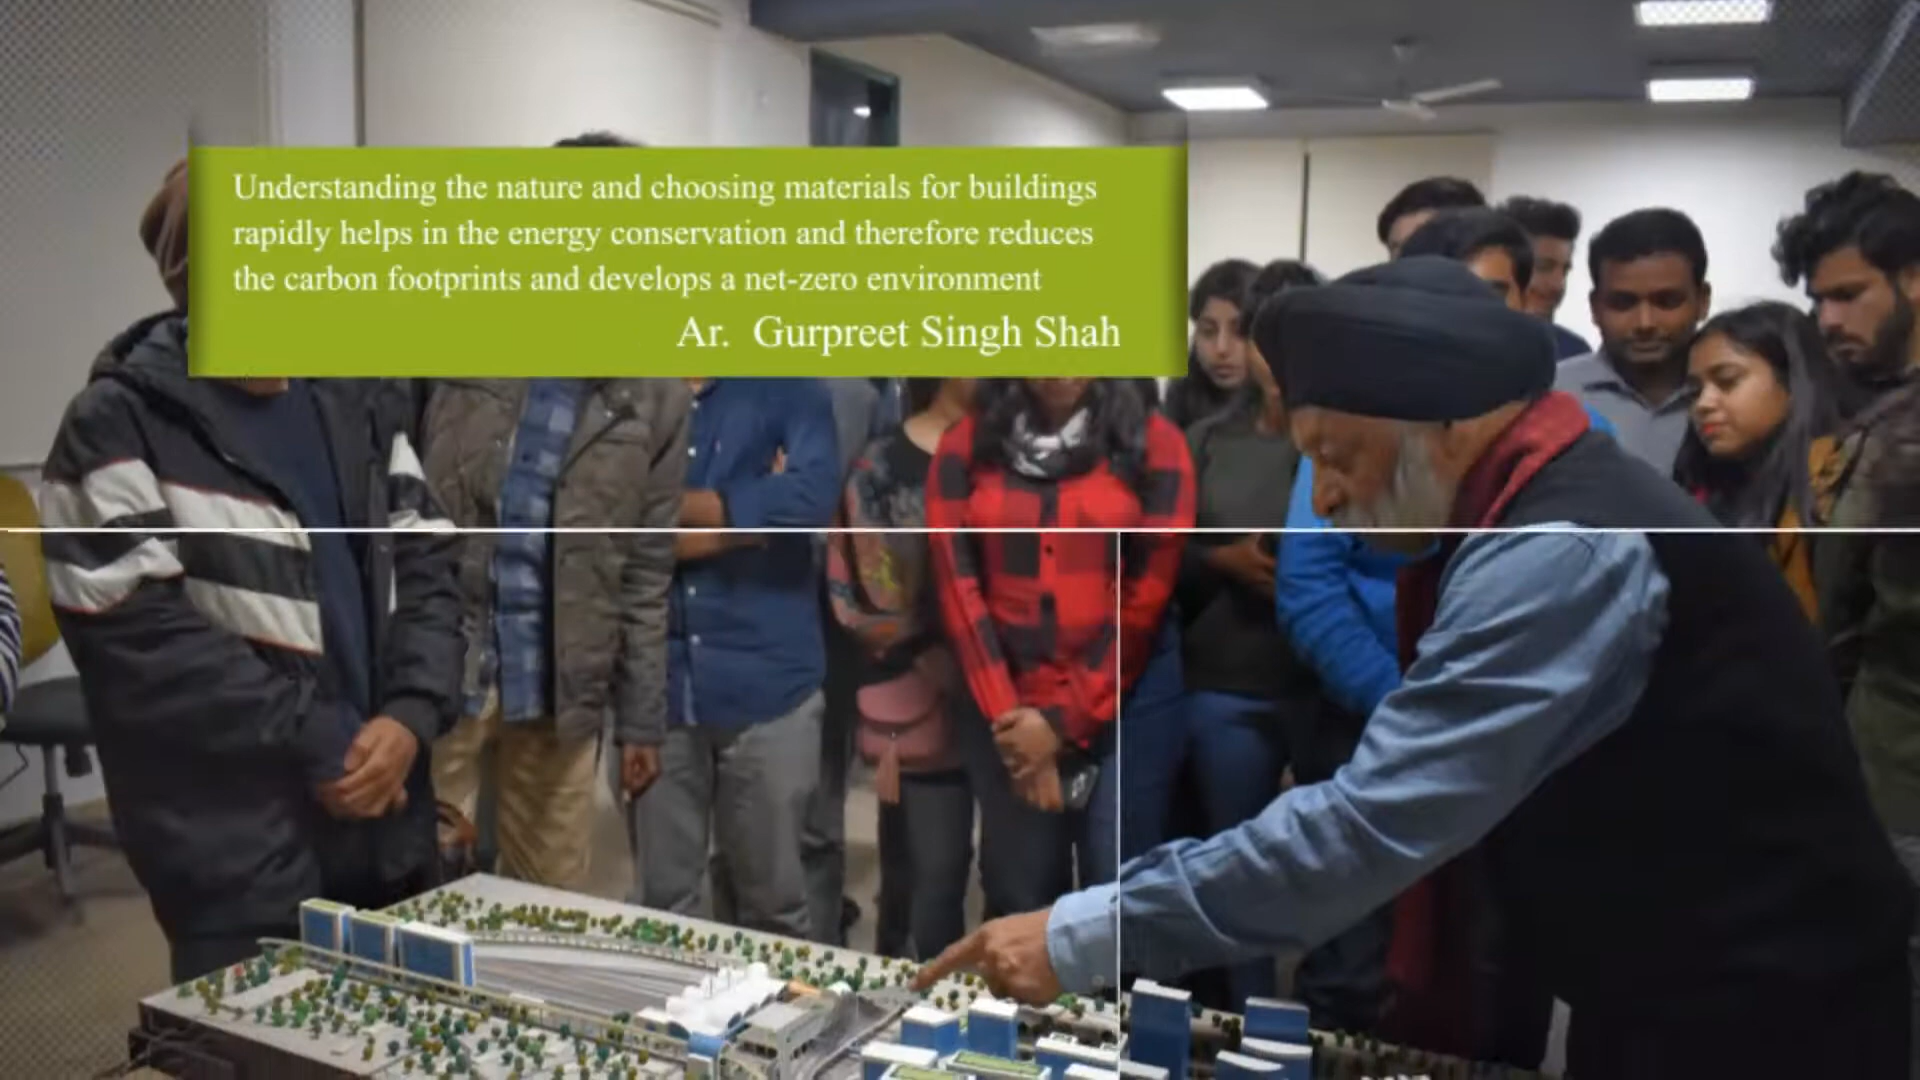 Understanding the nature and choosing materials for buildings
rapidly helps in the energy conservation and therefore reduces
the carbon footprints and develops a net-zero environment
Ar.  Gurpreet Singh Shah